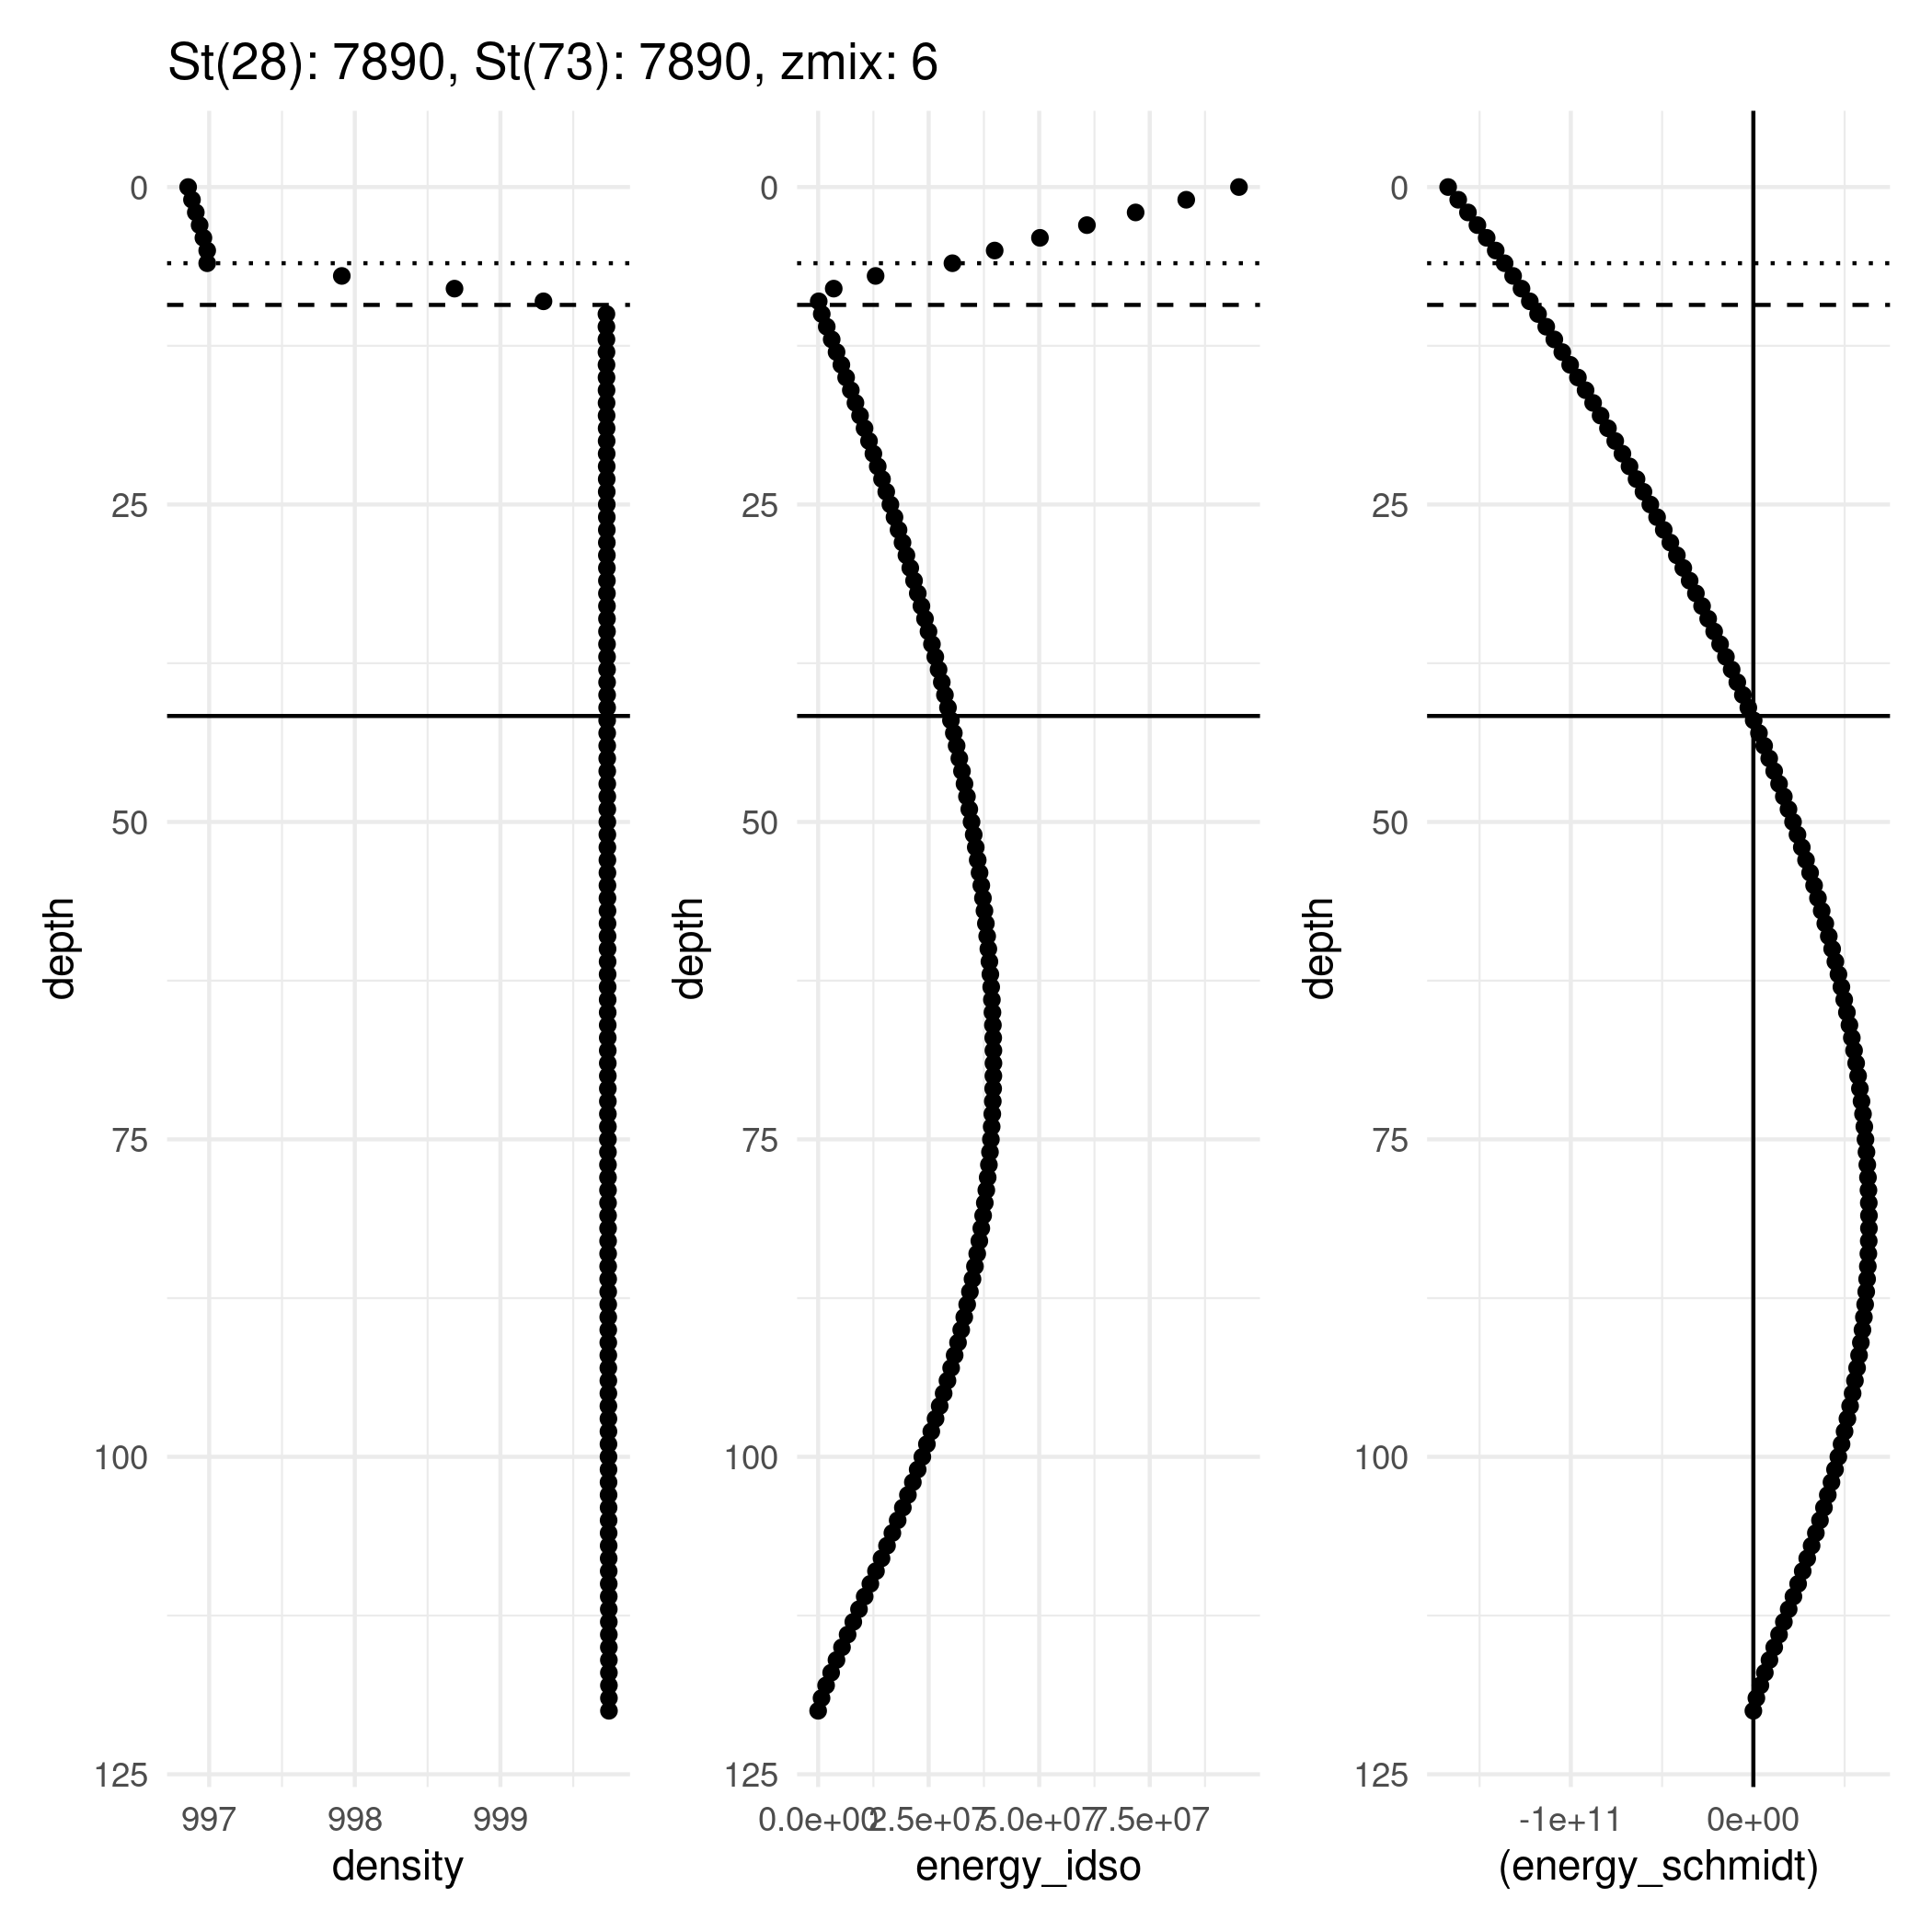 St(28): 7890, St(73): 7890, zmix: 6
0
25
50
75
100
125
depth
997
998
999
density
0
25
50
75
100
125
depth
0.0e+00
2.5e+07
5.0e+07
7.5e+07
energy_idso
0
25
50
75
100
125
depth
-1e+11
0e+00
(energy_schmidt)